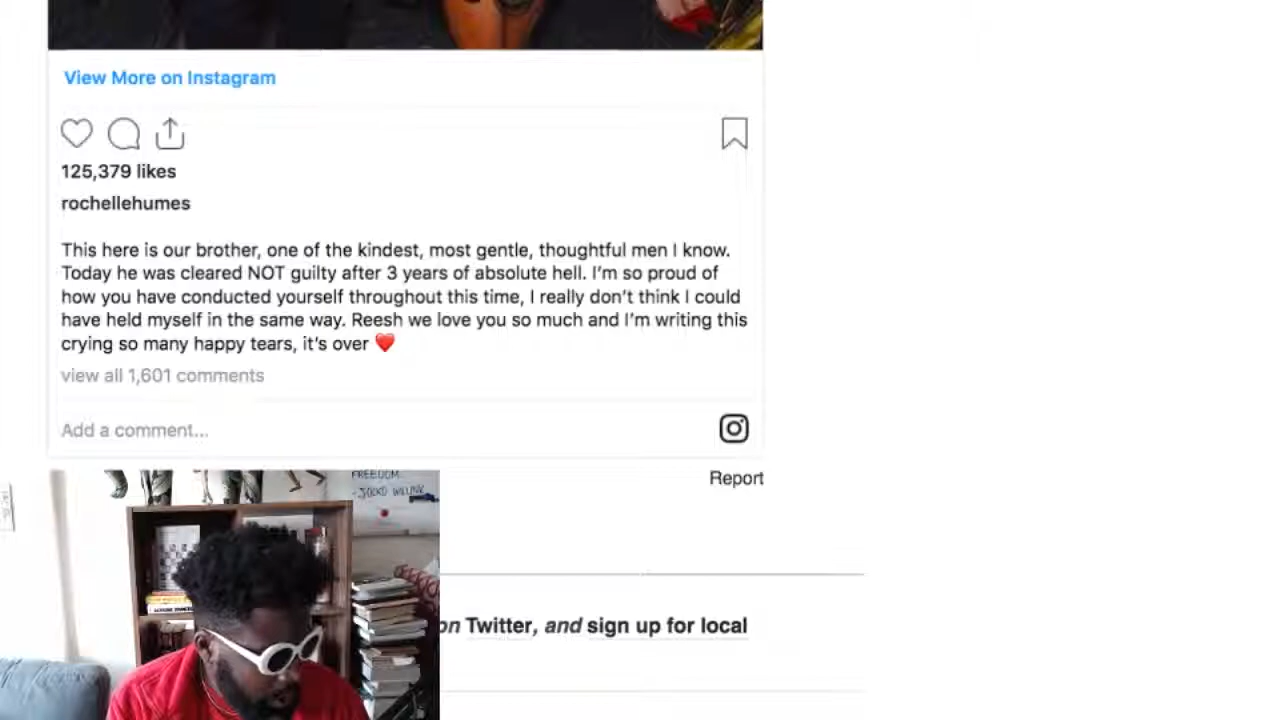 View More on Instagram
125,379 likes
rochellehumes
This here is our brother, one of the kindest, most gentle, thoughtful men I know.
Today he was cleared NOT guilty after 3 years of absolute hell. I'm so proud of
how you have conducted yourself throughout this time, I really don't think I could
have held myself in the same way. Reesh we love you so much and I'm writing this
crying so many happy tears, it's over ❤️
view all 1,601 comments
Add a comment...
Report
FREEDOM
- JOCKO WILLINK
on Twitter, and sign up for local